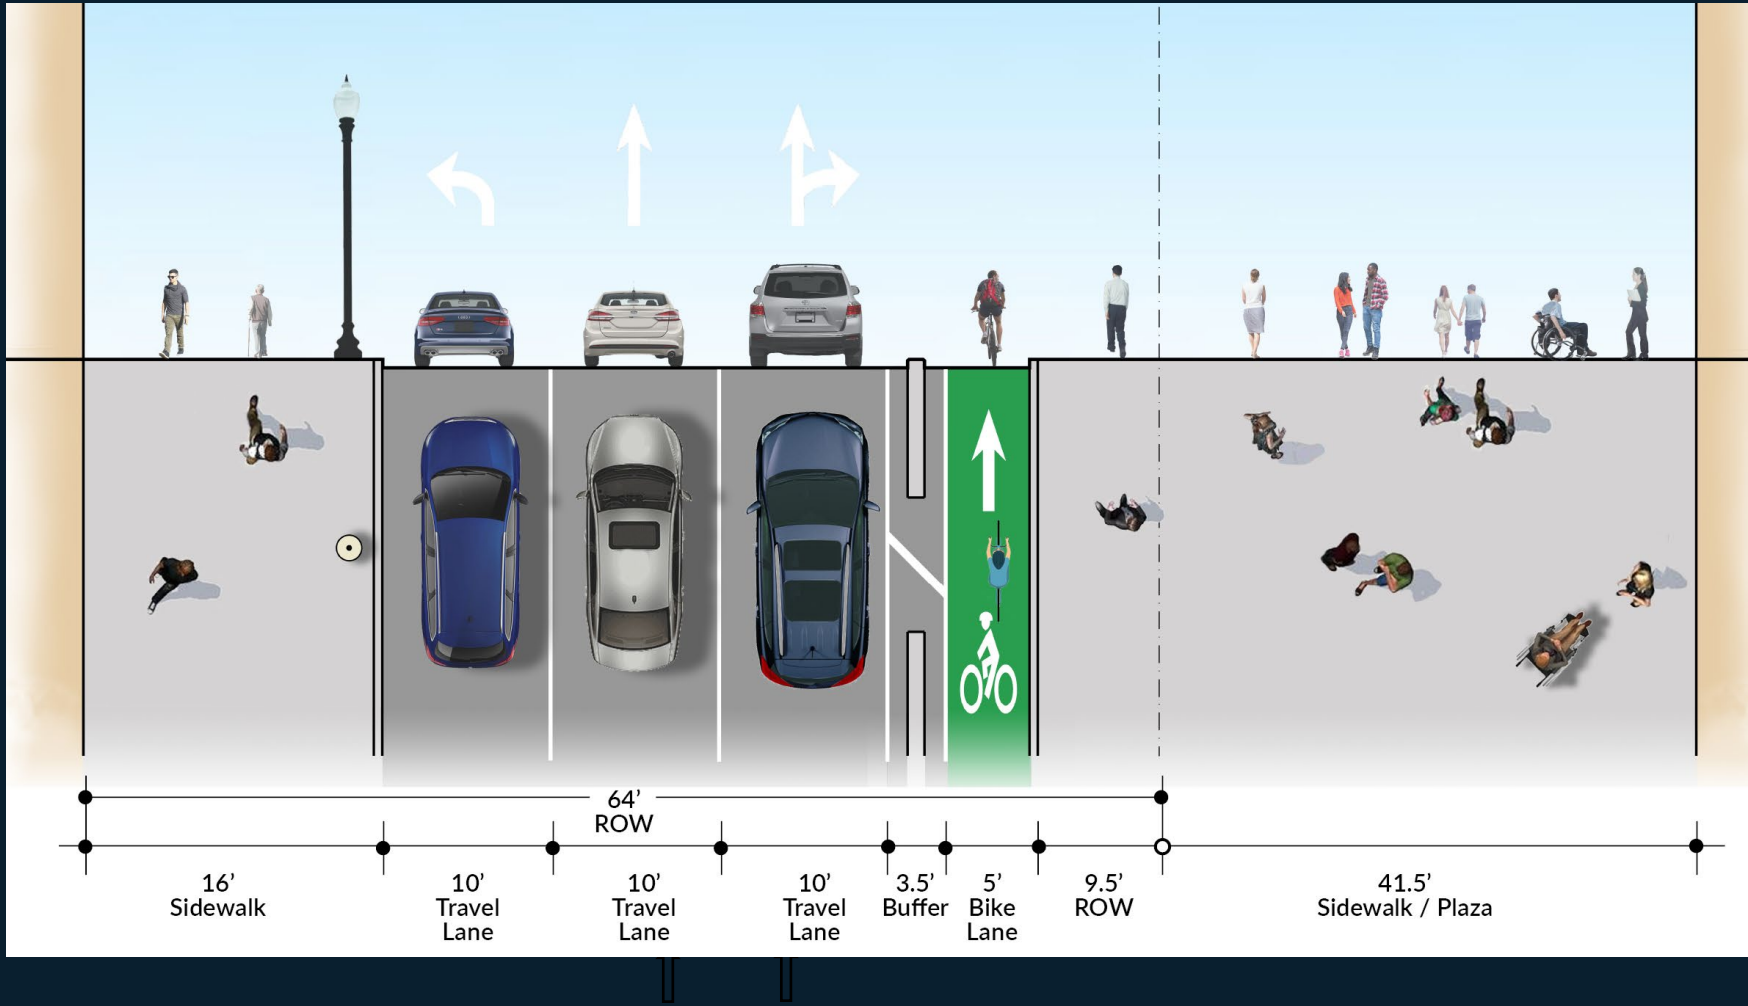 64’
ROW
16’
Sidewalk
10’
Travel
Lane
10’
Travel
Lane
10’
Travel
Lane
3.5’
Buffer
5’
Bike
Lane
9.5’
ROW
41.5’
Sidewalk / Plaza